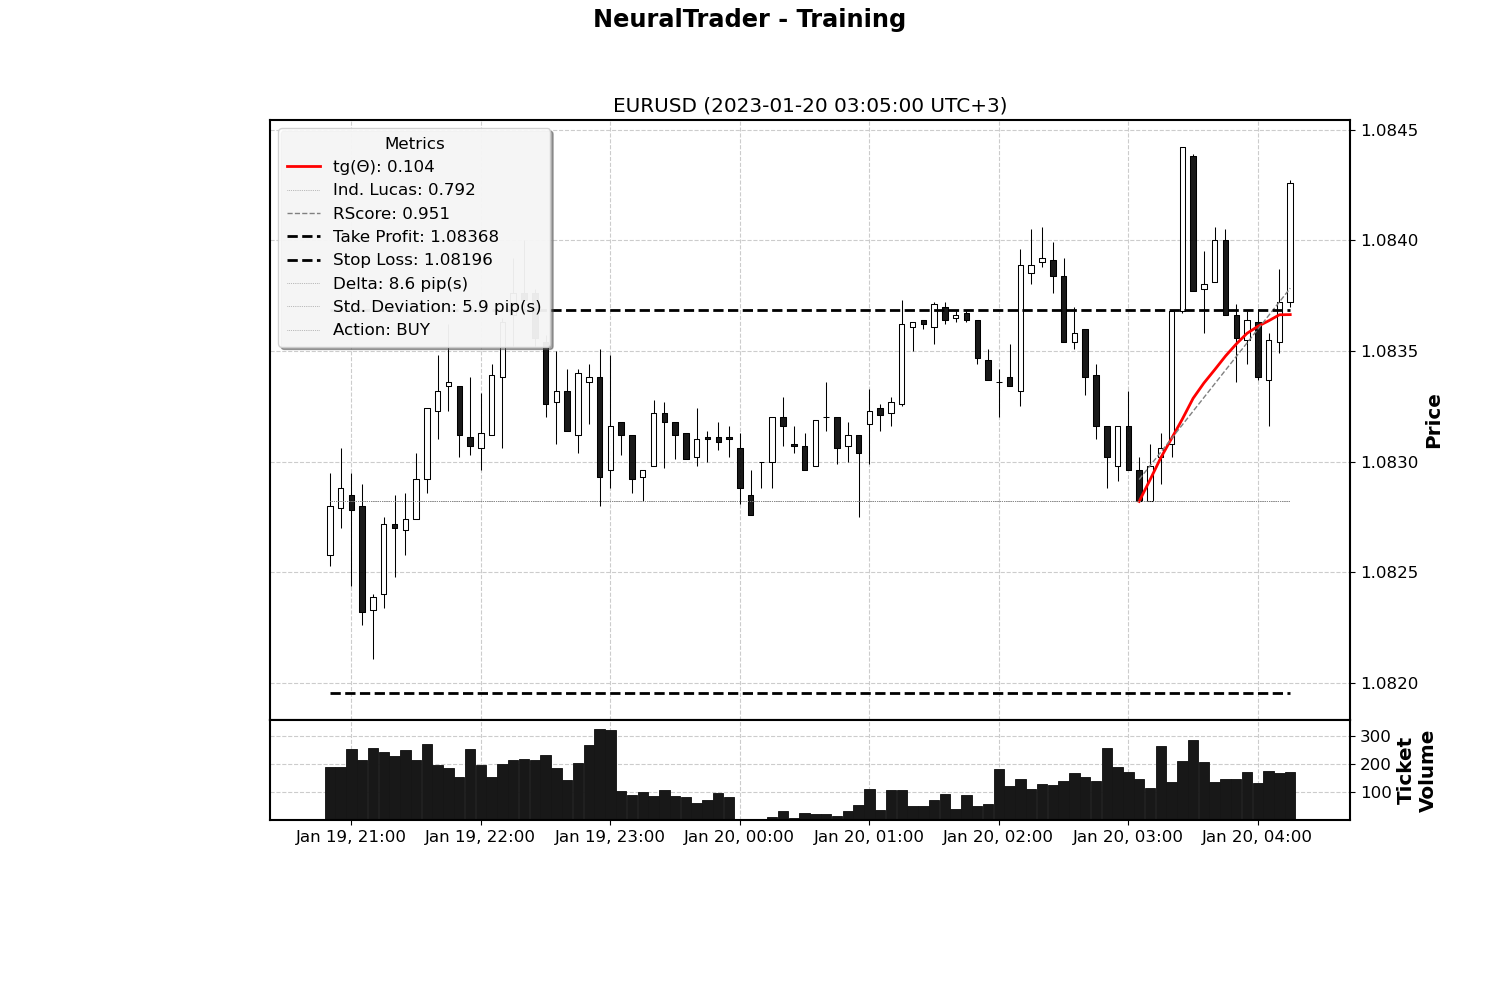 NeuralTrader - Training
EURUSD (2023-01-20 03:05:00 UTC+3)
Metrics
tg(Θ): 0.104
Ind. Lucas: 0.792
RScore: 0.951
Take Profit: 1.08368
Stop Loss: 1.08196
Delta: 8.6 pip(s)
Std. Deviation: 5.9 pip(s)
Action: BUY
1.0845
1.0840
1.0835
1.0830
1.0825
1.0820
Price
300
200
100
Ticket
Volume
Jan 19, 21:00
Jan 19, 22:00
Jan 19, 23:00
Jan 20, 00:00
Jan 20, 01:00
Jan 20, 02:00
Jan 20, 03:00
Jan 20, 04:00